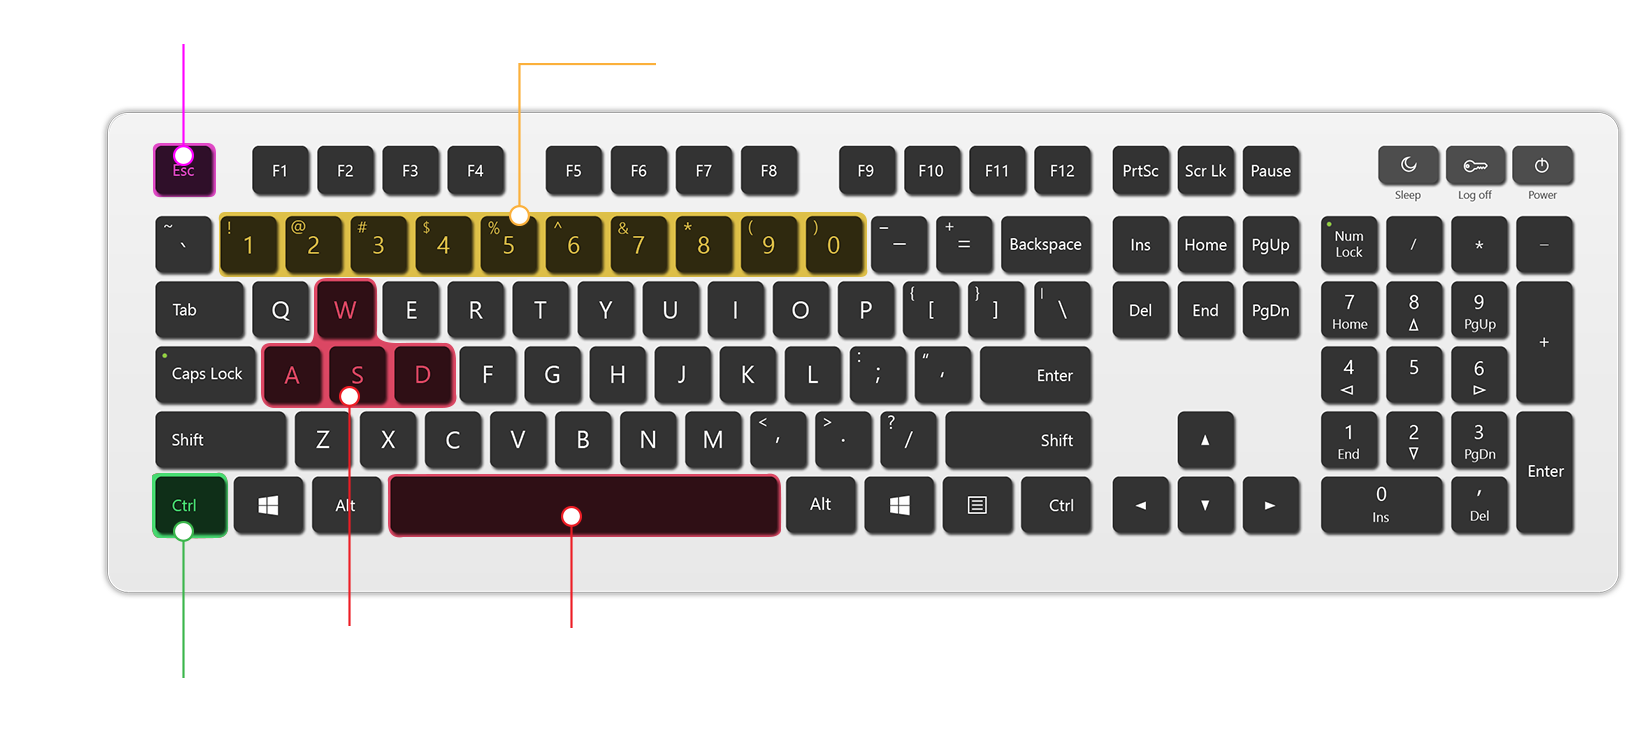 Esc F1 F2 F3 F4 F5 F6 F7 F8 F9 F10 F11 F12 PrtSc Scr Lk Pause
Sleep Log off Power
~ ` ! 1 @ 2 # 3 $ 4 % 5 ^ 6 & 7 * 8 ( 9 ) 0 – — + = Backspace Ins Home PgUp Num Lock / * –
Tab Q W E R T Y U I O P { [ } ] | \ Del End PgDn 7 Home 8 △ 9 PgUp +
Caps Lock A S D F G H J K L : ; “ ‘ Enter 4 ◁ 5 6 ▷
Shift Z X C V B N M < , > . ? / Shift ▲ 1 End 2 ▽ 3 PgDn Enter
Ctrl Alt Alt Ctrl ◄ ▼ ► 0 Ins , Del